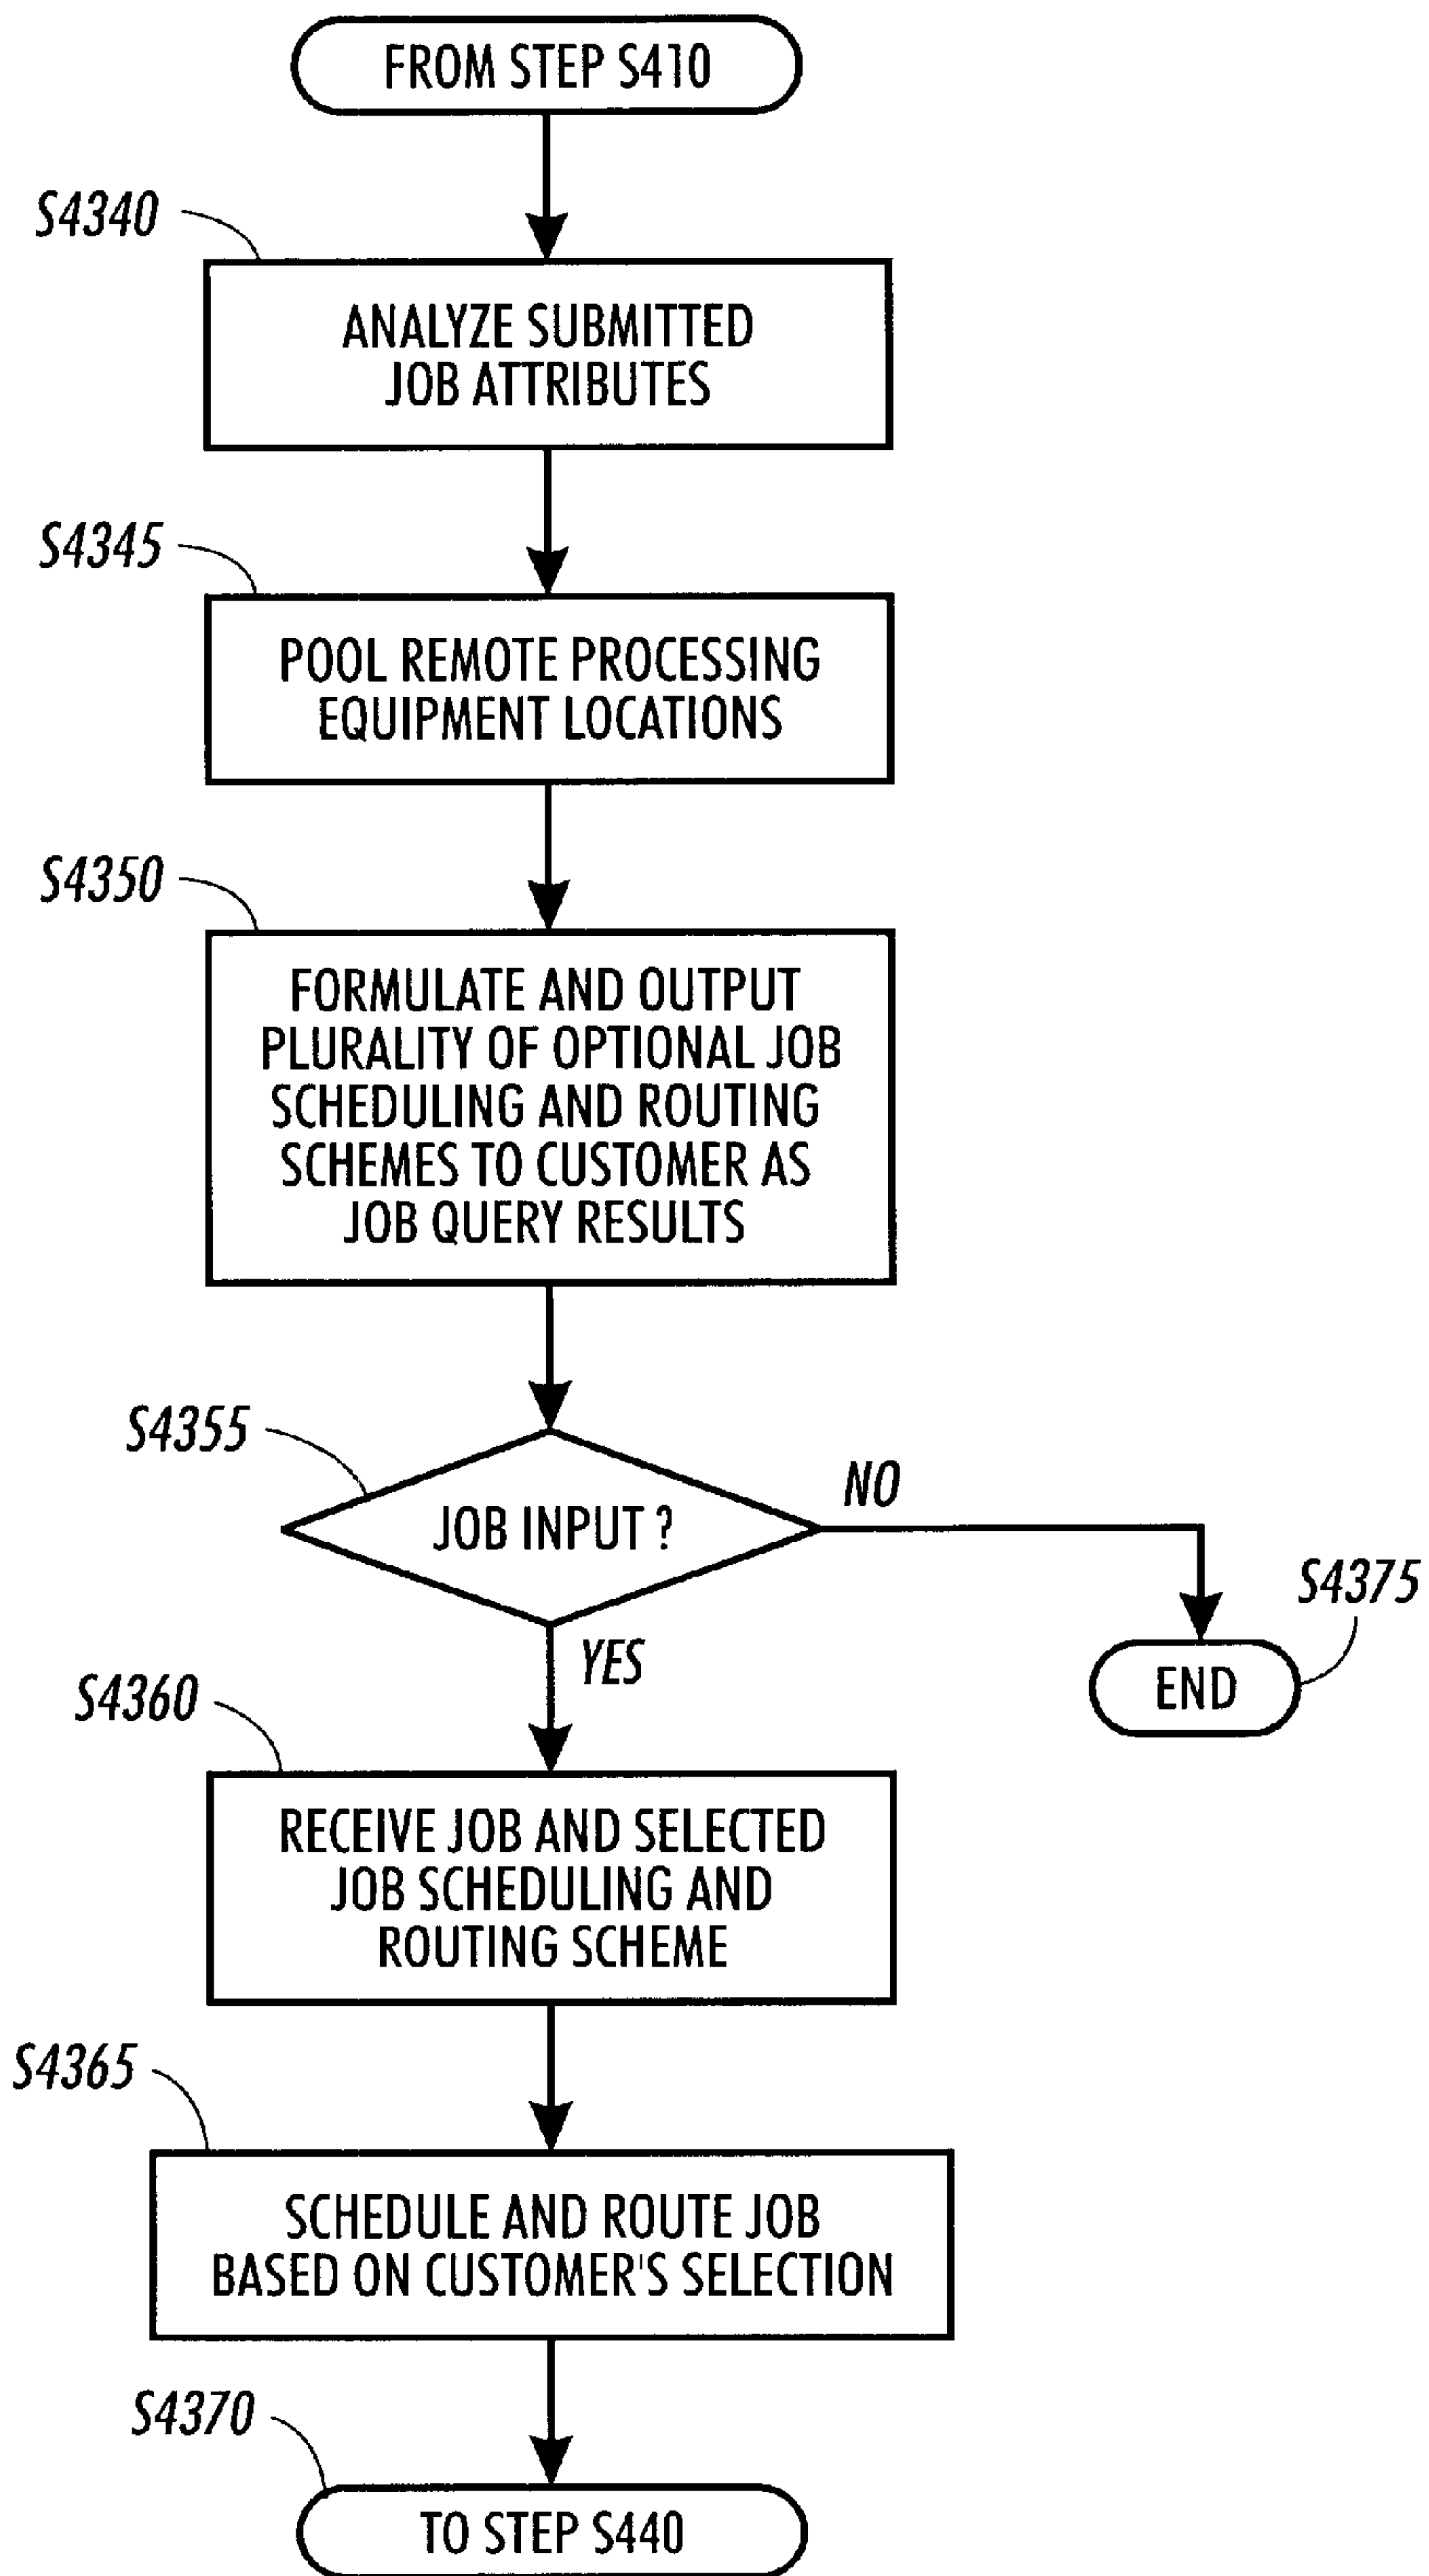 FROM STEP S410
S4340
ANALYZE SUBMITTED
JOB ATTRIBUTES
S4345
POOL REMOTE PROCESSING
EQUIPMENT LOCATIONS
S4350
FORMULATE AND OUTPUT
PLURALITY OF OPTIONAL JOB
SCHEDULING AND ROUTING
SCHEMES TO CUSTOMER AS
JOB QUERY RESULTS
S4355
JOB INPUT ?
NO
S4375
END
YES
S4360
RECEIVE JOB AND SELECTED
JOB SCHEDULING AND
ROUTING SCHEME
S4365
SCHEDULE AND ROUTE JOB
BASED ON CUSTOMER'S SELECTION
S4370
TO STEP S440